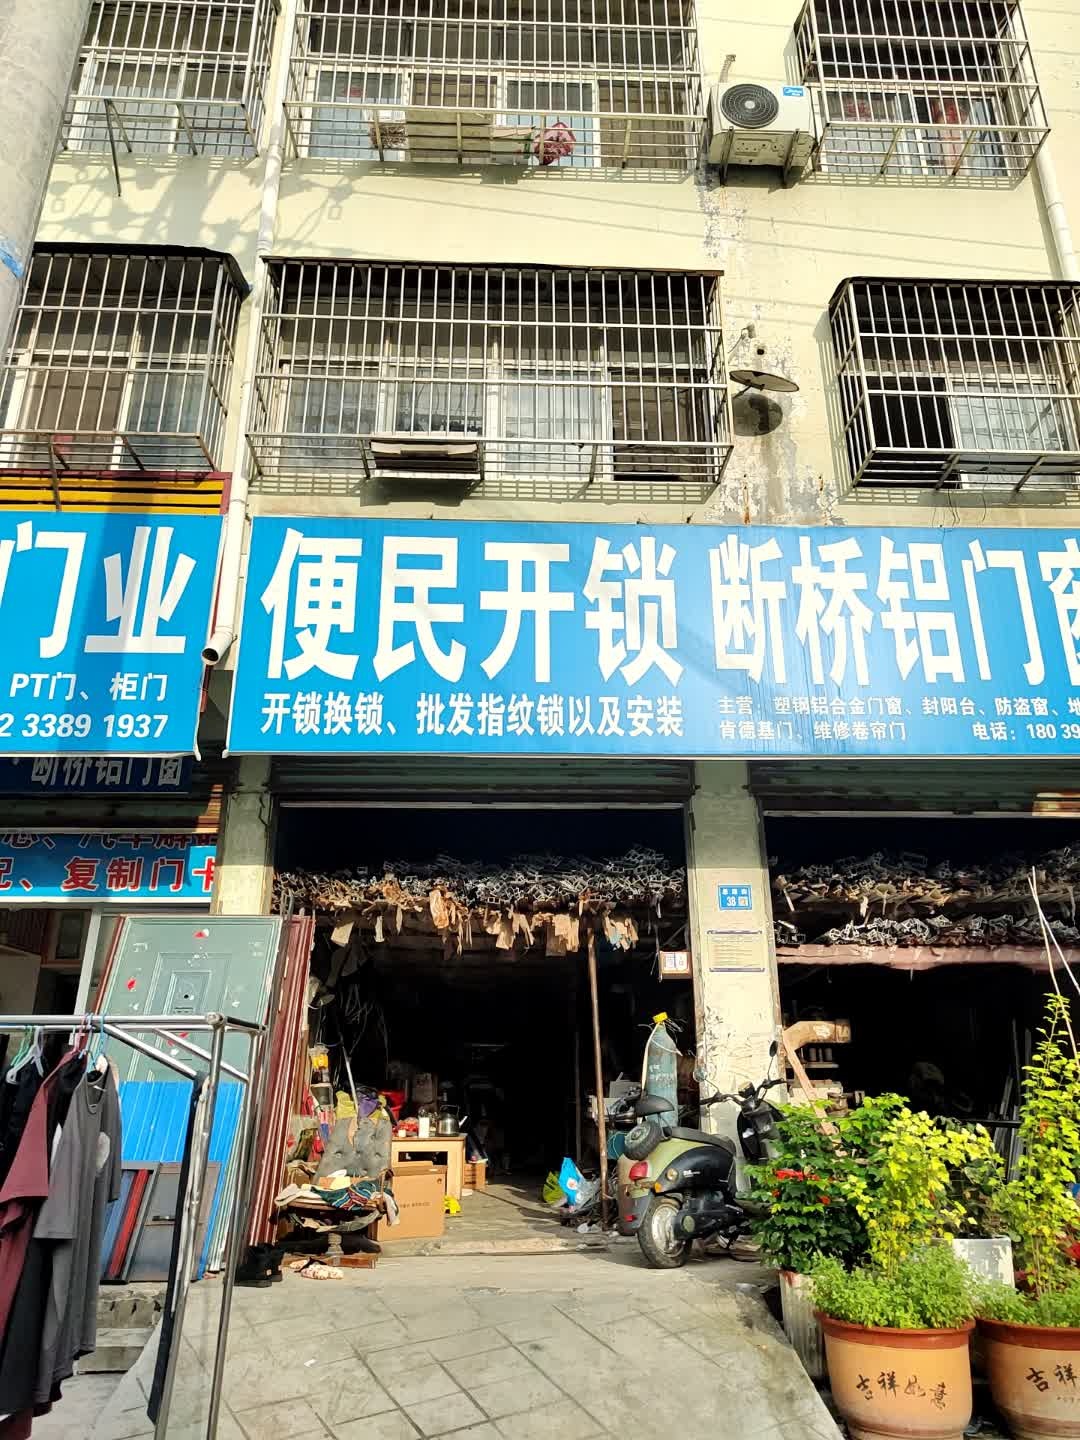 门业
PT门、柜门
2 3389 1937
断桥铝门窗
复制门卡
便民开锁 断桥铝门窗
开锁换锁、批发指纹锁以及安装
主营：塑钢铝合金门窗、封阳台、防盗窗、地
肯德基门、维修卷帘门 电话：18039
38
吉祥如意
吉祥